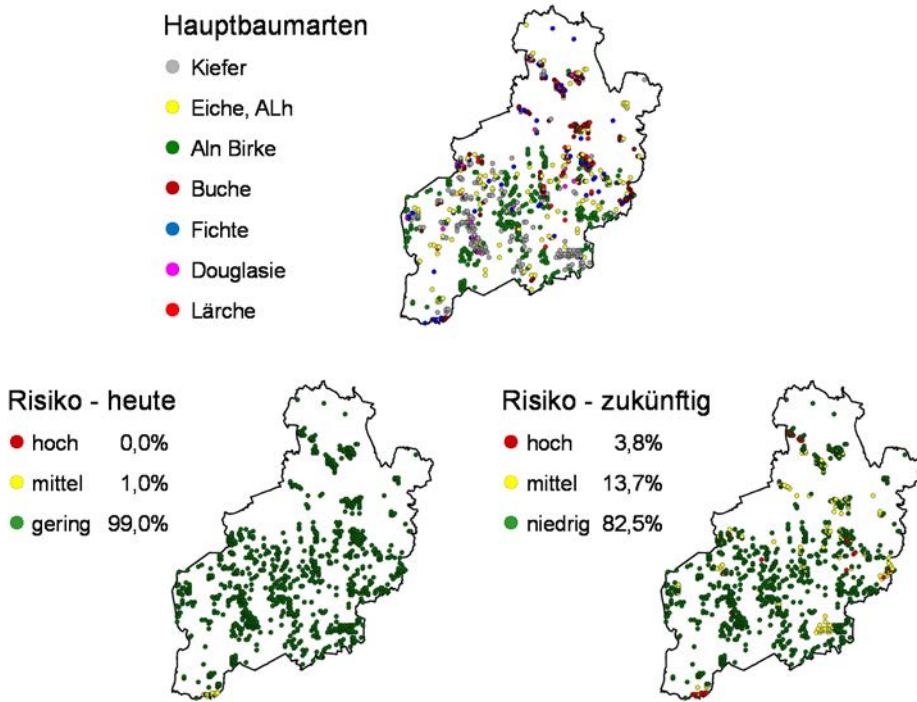 Hauptbaumarten
Kiefer
Eiche, ALh
Aln Birke
Buche
Fichte
Douglasie
Lärche
Risiko - heute
hoch 0,0%
mittel 1,0%
gering 99,0%
Risiko - zukünftig
hoch 3,8%
mittel 13,7%
niedrig 82,5%